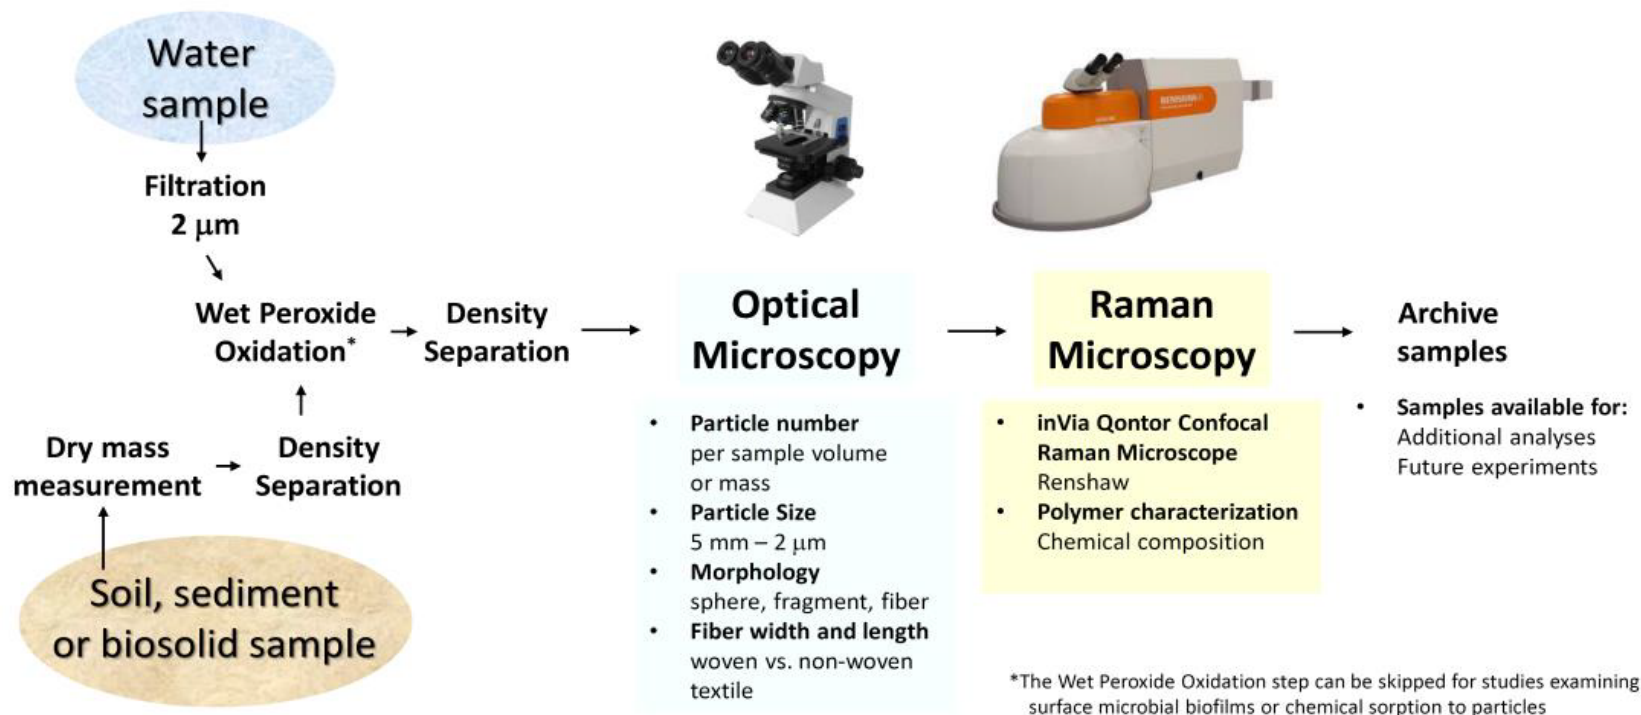 Water
sample
Filtration
2 μm
Wet Peroxide
Oxidation*
Density
Separation
Dry mass
measurement
Density
Separation
Soil, sediment
or biosolid sample
Optical
Microscopy
• Particle number
per sample volume
or mass
• Particle Size
5 mm – 2 μm
• Morphology
sphere, fragment, fiber
• Fiber width and length
woven vs. non-woven
textile
RENISHAW
Raman
Microscopy
• inVia Qontor Confocal
Raman Microscope
Renshaw
• Polymer characterization
Chemical composition
Archive
samples
• Samples available for:
Additional analyses
Future experiments
*The Wet Peroxide Oxidation step can be skipped for studies examining
surface microbial biofilms or chemical sorption to particles